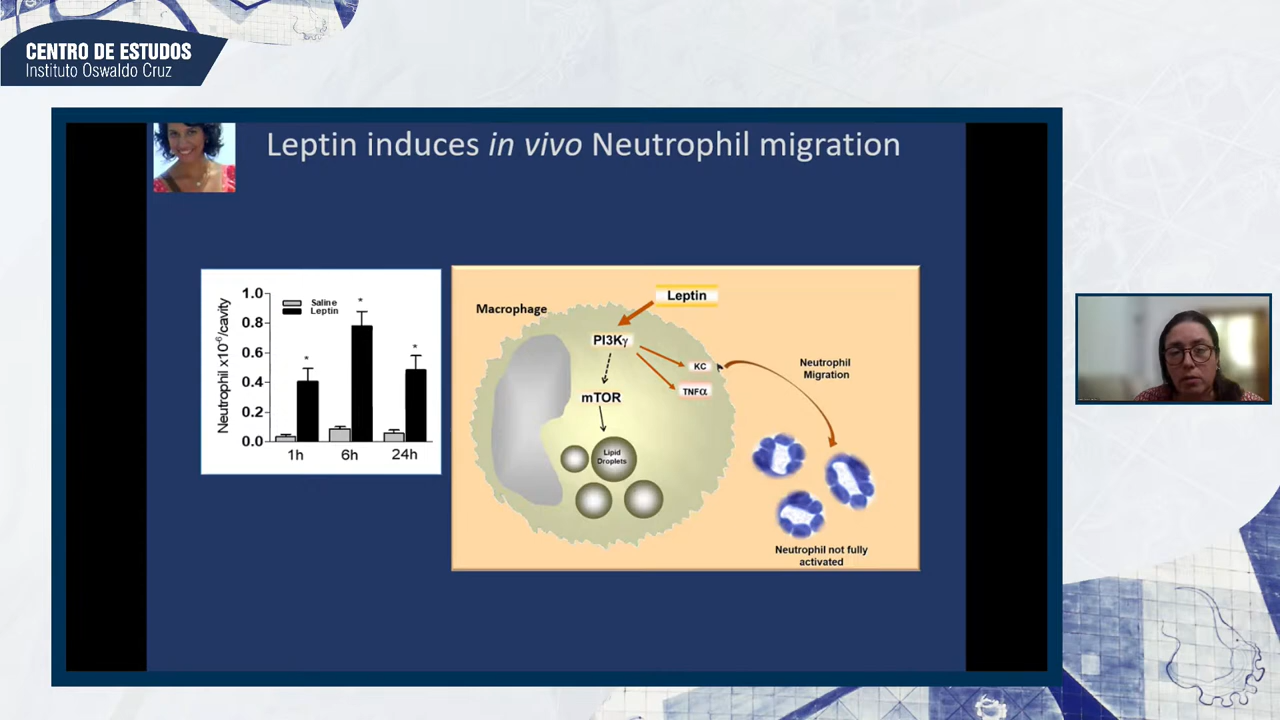 CENTRO DE ESTUDOS
Instituto Oswaldo Cruz
Leptin induces in vivo Neutrophil migration
Neutrophil x10⁻⁶/cavity
1.0
0.8
0.6
0.4
0.2
0.0
Saline
Leptin
*
*
*
1h
6h
24h
Macrophage
Leptin
PI3Kγ
KC
TNFα
mTOR
Lipid
Droplets
Neutrophil
Migration
Neutrophil not fully
activated